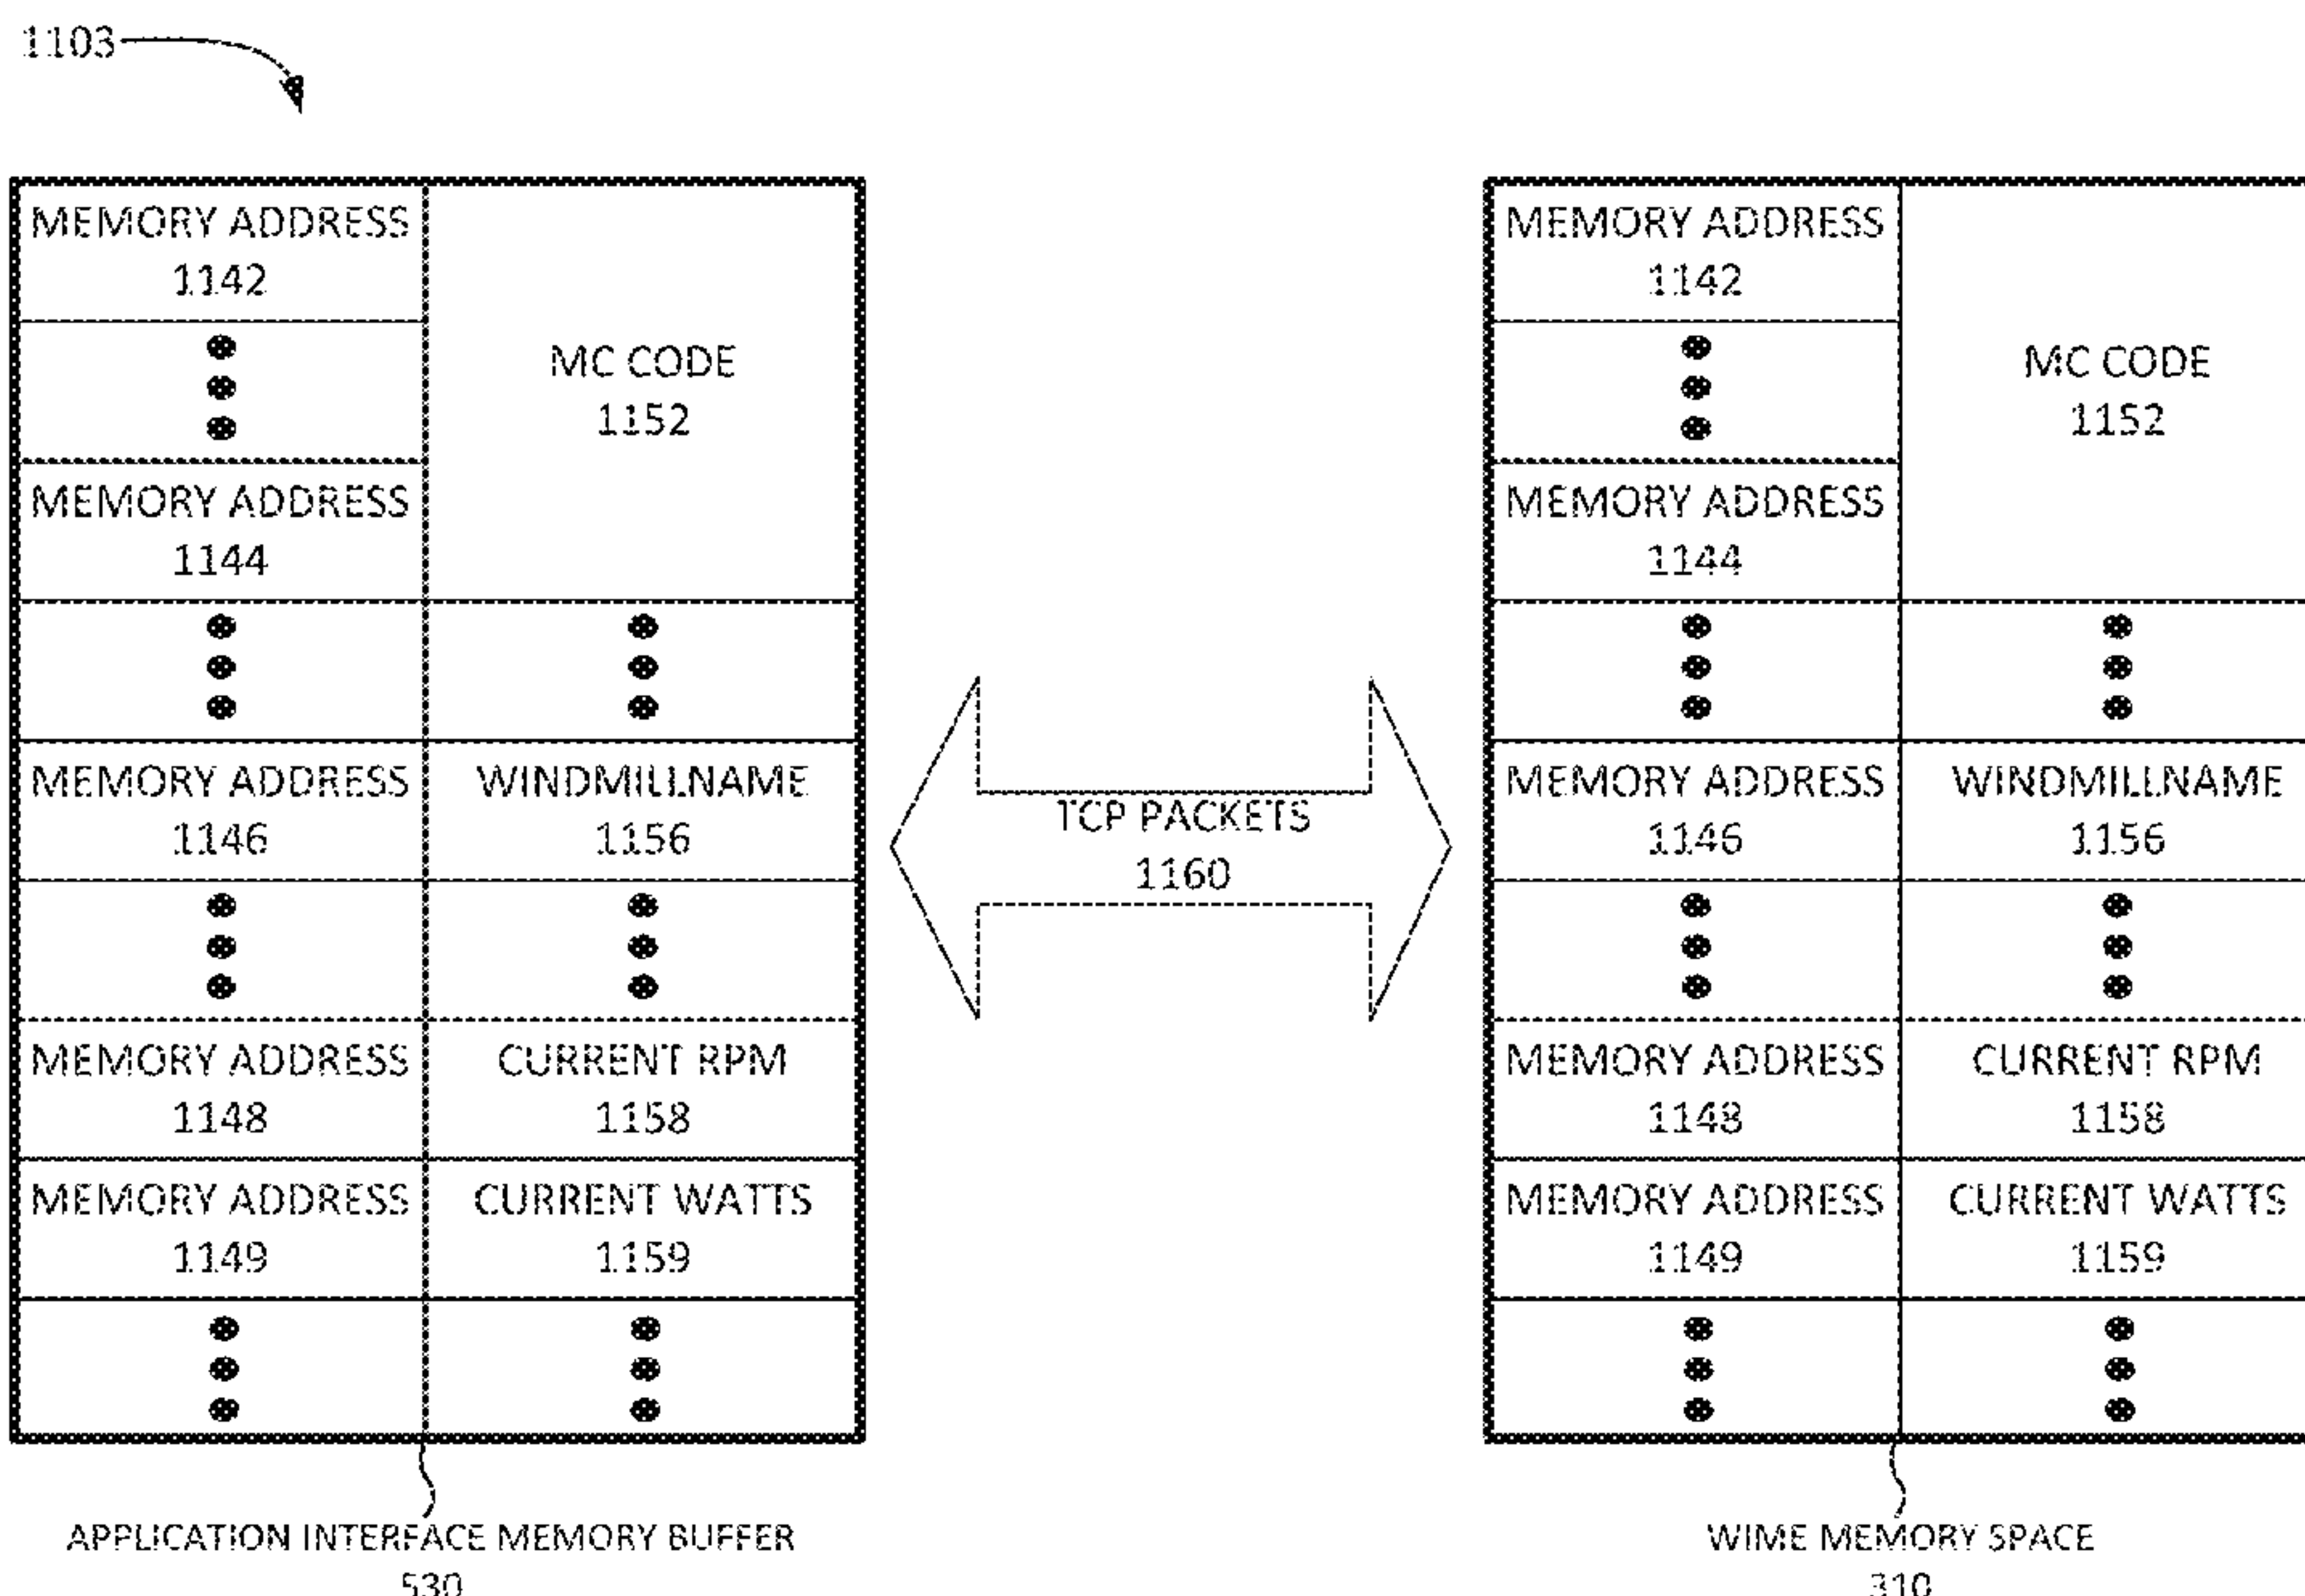 1103
MEMORY ADDRESS
1142
MC CODE
1152
MEMORY ADDRESS
1144
MEMORY ADDRESS
1146
WINDMILLNAME
1156
MEMORY ADDRESS
1148
CURRENT RPM
1158
MEMORY ADDRESS
1149
CURRENT WATTS
1159
APPLICATION INTERFACE MEMORY BUFFER
530
TCP PACKETS
1160
MEMORY ADDRESS
1142
MC CODE
1152
MEMORY ADDRESS
1144
MEMORY ADDRESS
1146
WINDMILLNAME
1156
MEMORY ADDRESS
1148
CURRENT RPM
1158
MEMORY ADDRESS
1149
CURRENT WATTS
1159
WIME MEMORY SPACE
310